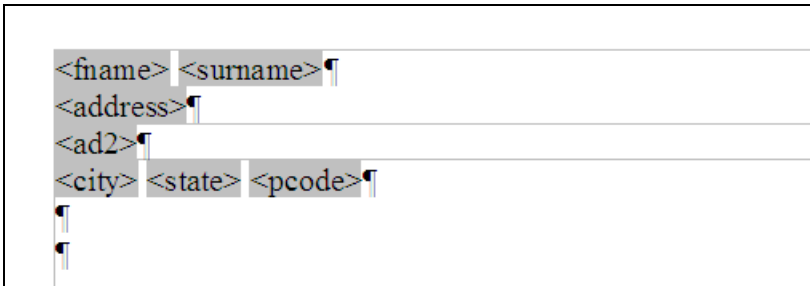 <fname> <surname>¶
<address>¶
<ad2>¶
<city> <state> <pcode>¶
¶
¶